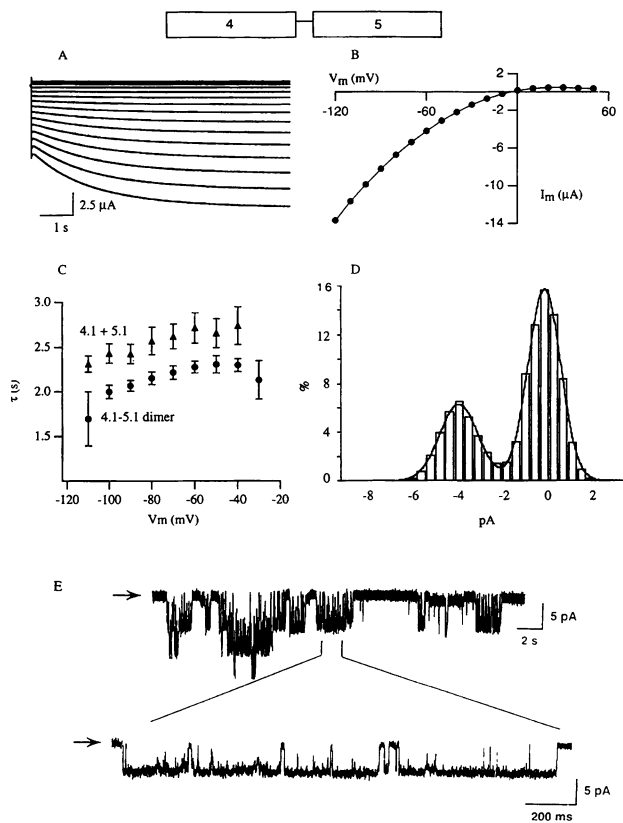 4 5
A B
Vm (mV)
2
-120 -60 60
-2
-6
-10
-14
Im (µA)
2.5 µA
1 s
C D
3.0
2.5
2.0
1.5
τ (s)
4.1 + 5.1
4.1-5.1 dimer
-120 -100 -80 -60 -40 -20
Vm (mV)
16
12
8
4
0
%
-8 -6 -4 -2 0 2
pA
E
5 pA
2 s
5 pA
200 ms